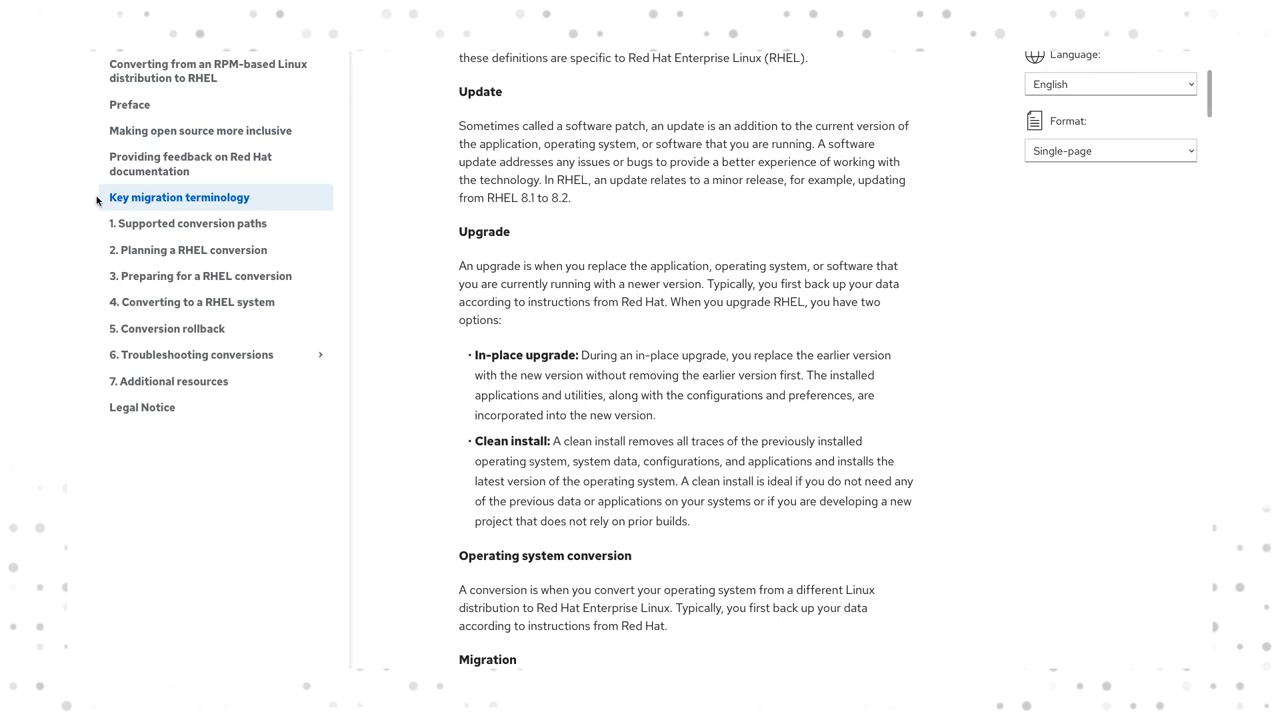 Converting from an RPM-based Linux
distribution to RHEL
Preface
Making open source more inclusive
Providing feedback on Red Hat
documentation
Key migration terminology
1. Supported conversion paths
2. Planning a RHEL conversion
3. Preparing for a RHEL conversion
4. Converting to a RHEL system
5. Conversion rollback
6. Troubleshooting conversions
7. Additional resources
Legal Notice
these definitions are specific to Red Hat Enterprise Linux (RHEL).
Update
Sometimes called a software patch, an update is an addition to the current version of
the application, operating system, or software that you are running. A software
update addresses any issues or bugs to provide a better experience of working with
the technology. In RHEL, an update relates to a minor release, for example, updating
from RHEL 8.1 to 8.2.
Upgrade
An upgrade is when you replace the application, operating system, or software that
you are currently running with a newer version. Typically, you first back up your data
according to instructions from Red Hat. When you upgrade RHEL, you have two
options:
• In-place upgrade: During an in-place upgrade, you replace the earlier version
with the new version without removing the earlier version first. The installed
applications and utilities, along with the configurations and preferences, are
incorporated into the new version.
• Clean install: A clean install removes all traces of the previously installed
operating system, system data, configurations, and applications and installs the
latest version of the operating system. A clean install is ideal if you do not need any
of the previous data or applications on your systems or if you are developing a new
project that does not rely on prior builds.
Operating system conversion
A conversion is when you convert your operating system from a different Linux
distribution to Red Hat Enterprise Linux. Typically, you first back up your data
according to instructions from Red Hat.
Migration
Language:
English
Format:
Single-page